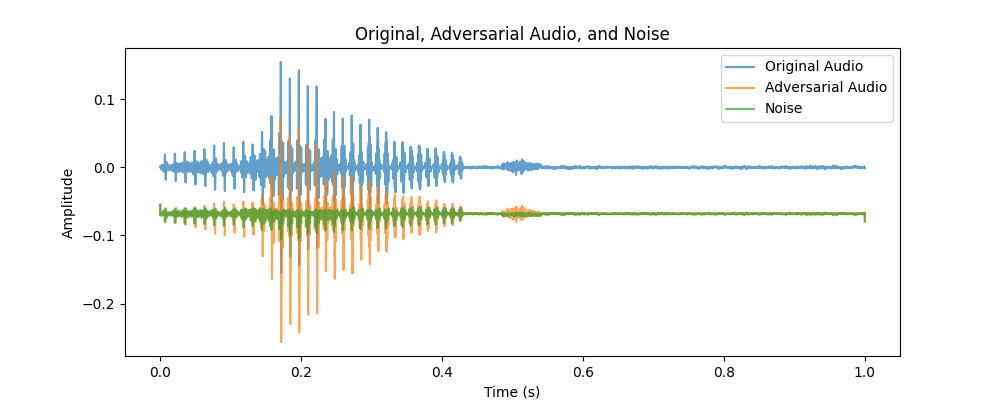 Original, Adversarial Audio, and Noise
Original Audio
Adversarial Audio
Noise
Amplitude
0.1
0.0
−0.1
−0.2
0.0 0.2 0.4 0.6 0.8 1.0
Time (s)